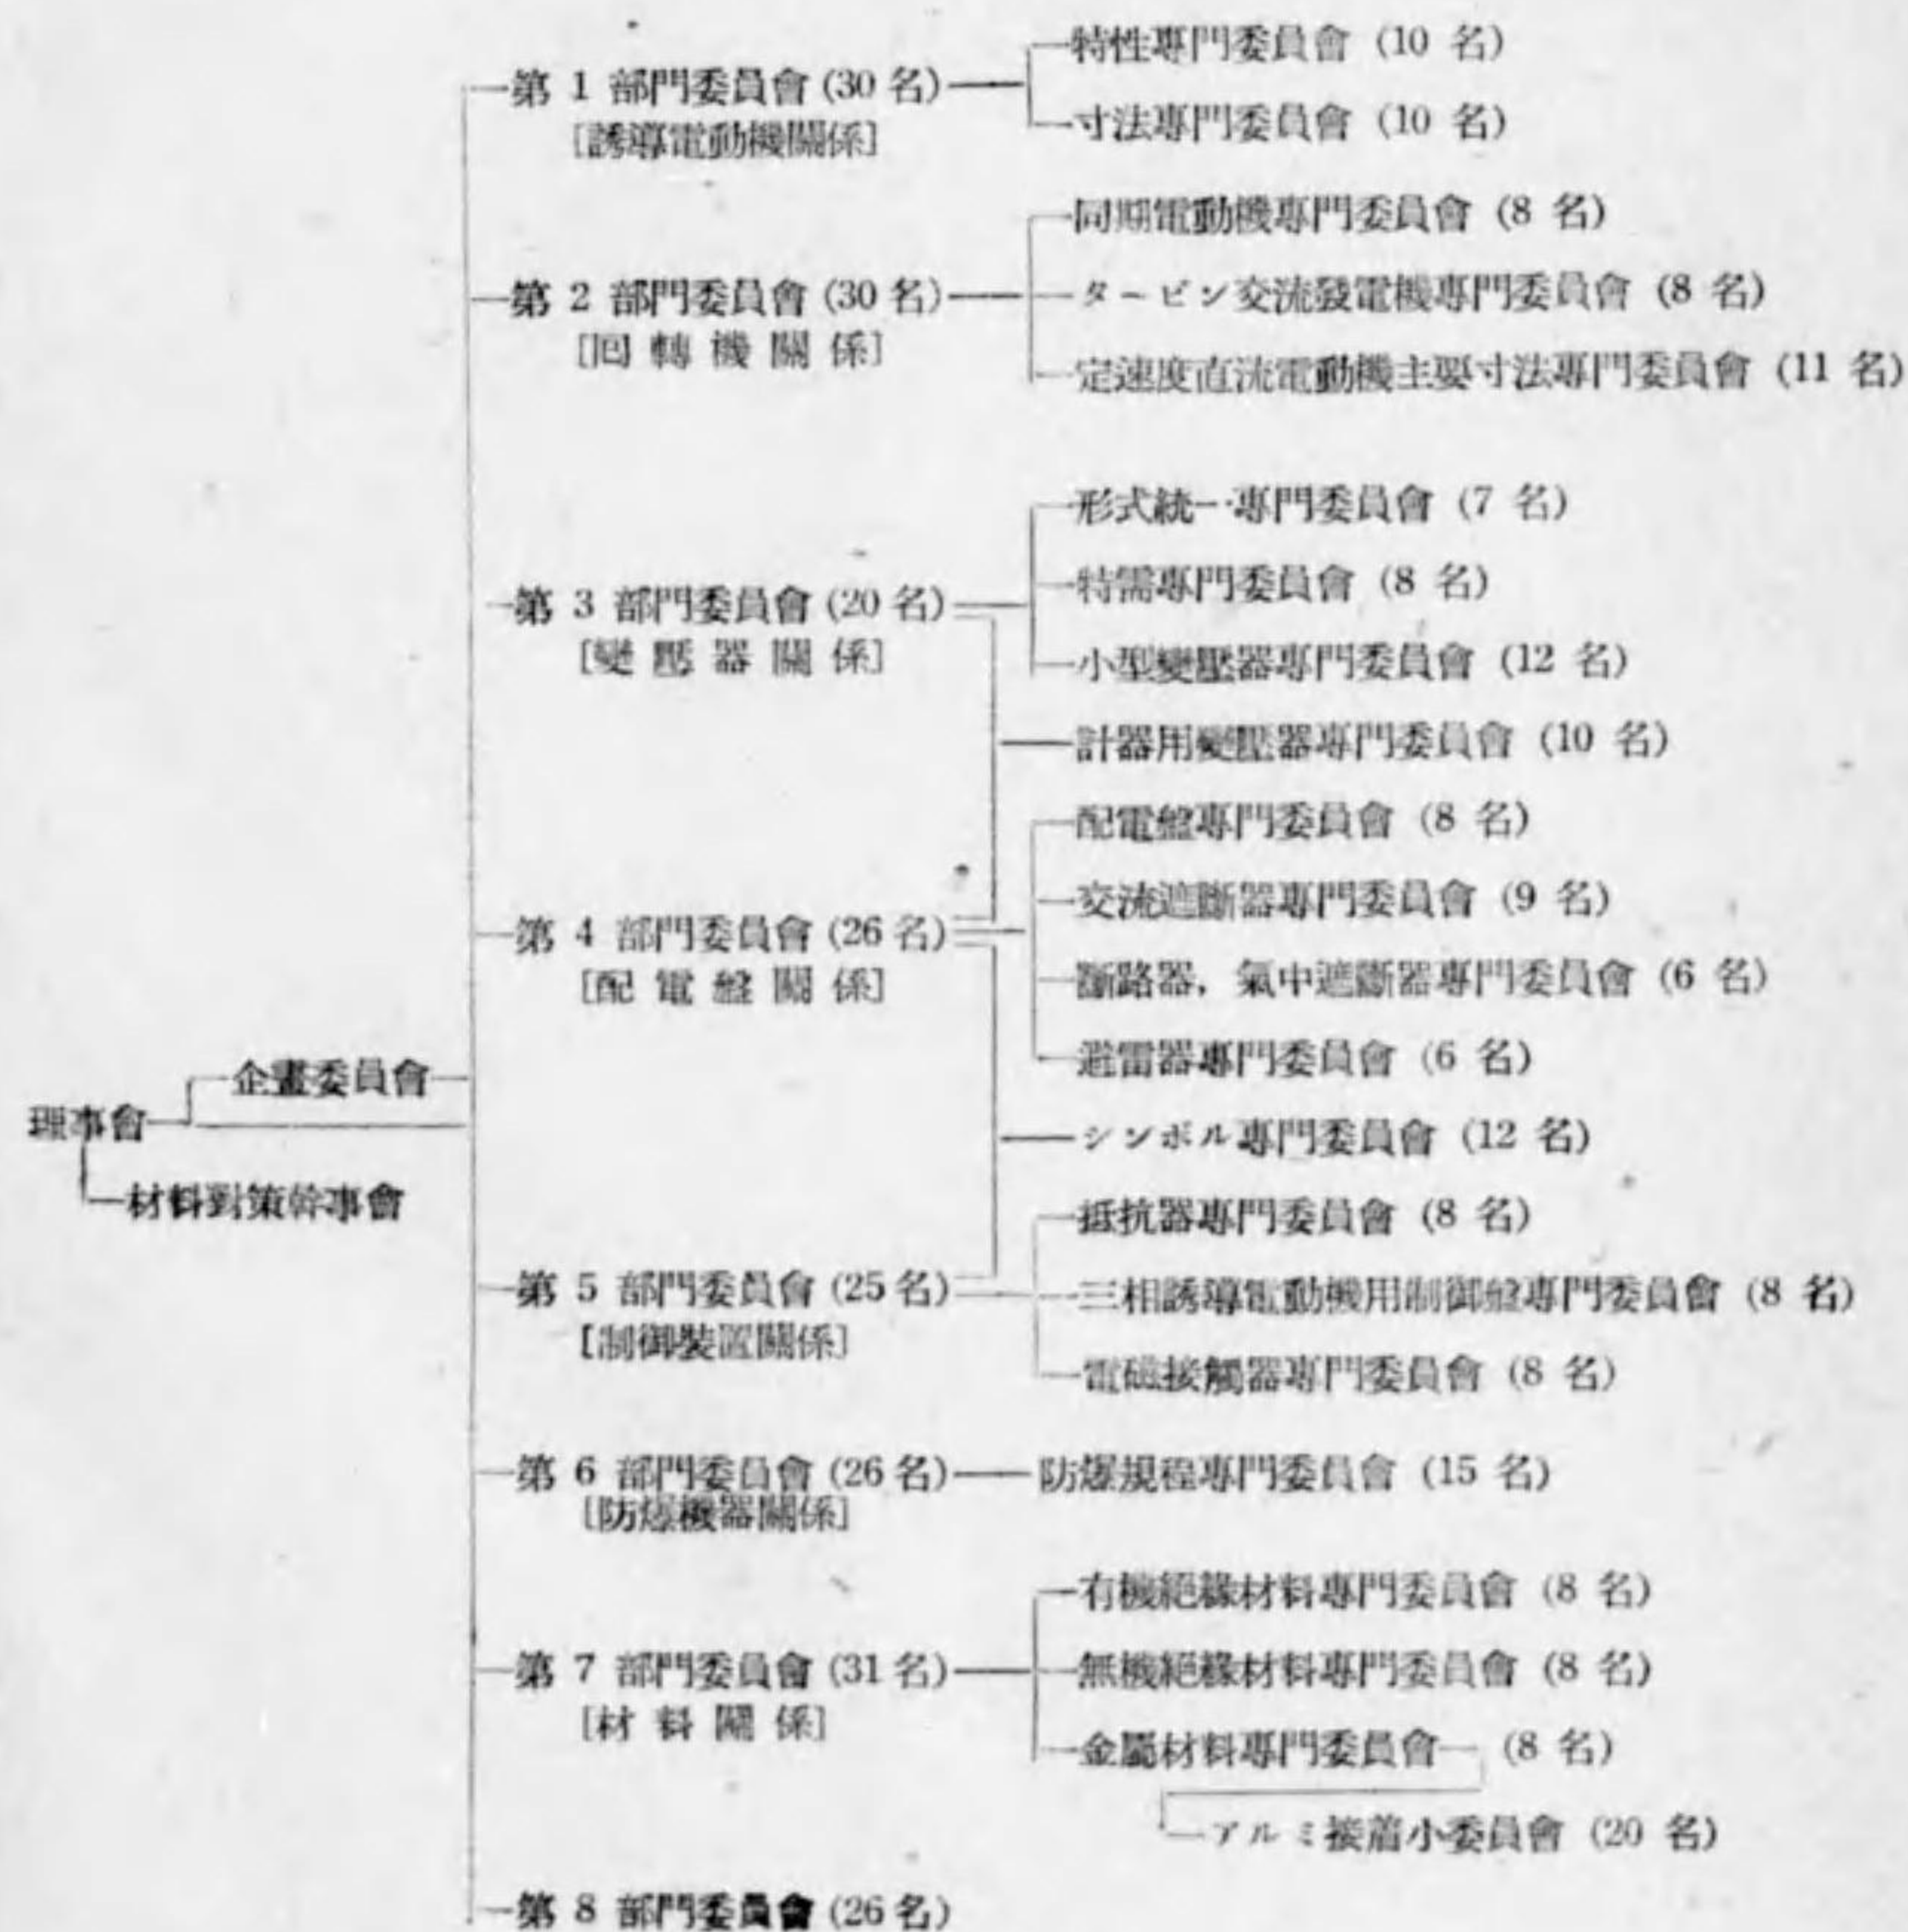 理事會
企畫委員會
材料對策幹事會
第 1 部門委員會 (30 名)
[誘導電動機關係]
特性專門委員會 (10 名)
寸法專門委員會 (10 名)
第 2 部門委員會 (30 名)
[回 轉 機 關 係]
同期電動機專門委員會 (8 名)
タービン交流發電機專門委員會 (8 名)
定速度直流電動機主要寸法專門委員會 (11 名)
第 3 部門委員會 (20 名)
[變 壓 器 關 係]
形式統一專門委員會 (7 名)
特需專門委員會 (8 名)
小型變壓器專門委員會 (12 名)
計器用變壓器專門委員會 (10 名)
第 4 部門委員會 (26 名)
[配 電 盤 關 係]
配電盤專門委員會 (8 名)
交流遮斷器專門委員會 (9 名)
斷路器，氣中遮斷器專門委員會 (6 名)
避雷器專門委員會 (6 名)
シンボル專門委員會 (12 名)
第 5 部門委員會 (25 名)
[制御裝置關係]
抵抗器專門委員會 (8 名)
三相誘導電動機用制御盤專門委員會 (8 名)
電磁接觸器專門委員會 (8 名)
第 6 部門委員會 (26 名)
[防爆機器關係]
防爆規程專門委員會 (15 名)
第 7 部門委員會 (31 名)
[材 料 關 係]
有機絕緣材料專門委員會 (8 名)
無機絕緣材料專門委員會 (8 名)
金屬材料專門委員會 (8 名)
アルミ接着小委員會 (20 名)
第 8 部門委員會 (26 名)